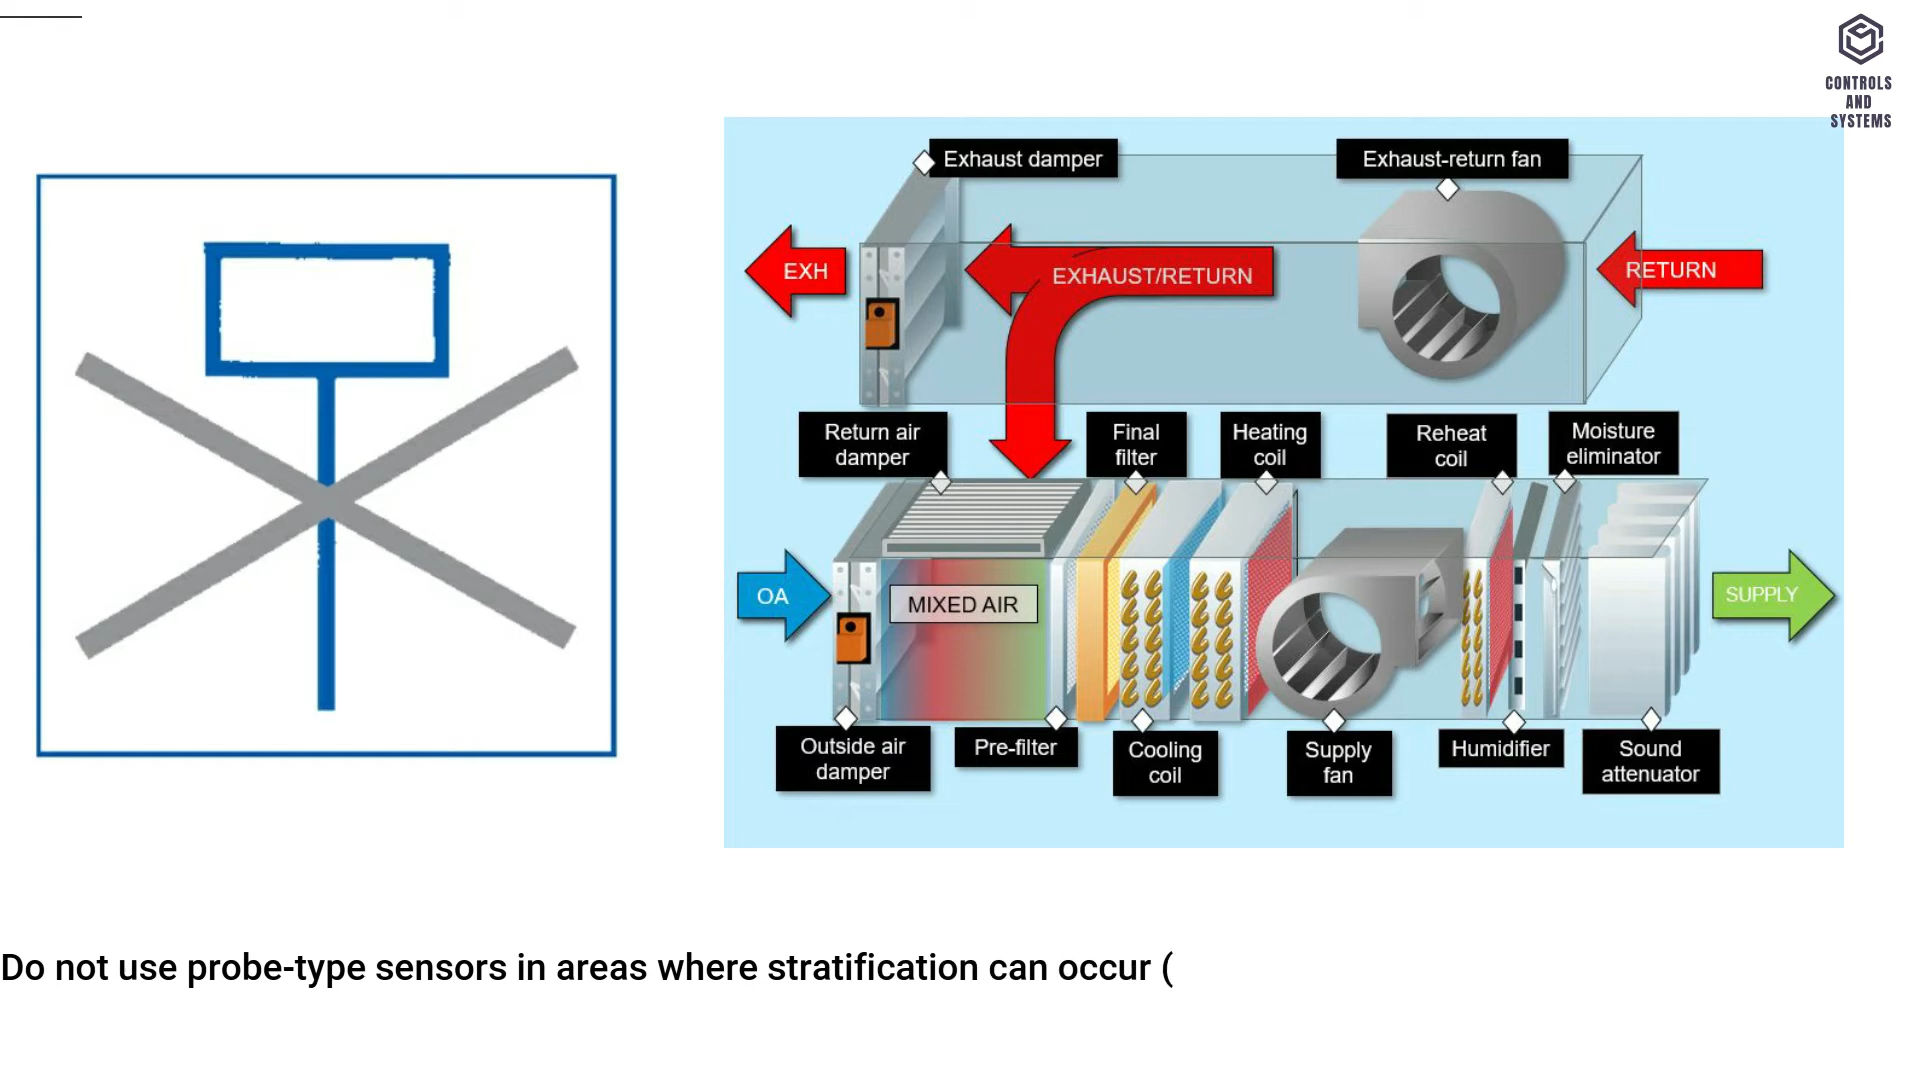 CONTROLS
AND
SYSTEMS
Exhaust damper
Exhaust-return fan
EXH
EXHAUST/RETURN
RETURN
Return air
damper
Final
filter
Heating
coil
Reheat
coil
Moisture
eliminator
OA
MIXED AIR
SUPPLY
Outside air
damper
Pre-filter
Cooling
coil
Supply
fan
Humidifier
Sound
attenuator
Do not use probe-type sensors in areas where stratification can occur (